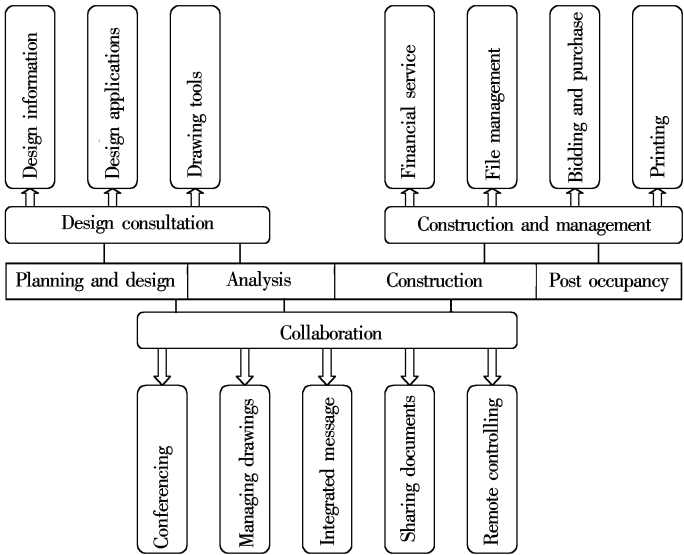 Design information
Design applications
Drawing tools
Financial service
File management
Bidding and purchase
Printing
Design consultation
Construction and management
Planning and design
Analysis
Construction
Post occupancy
Collaboration
Conferencing
Managing drawings
Integrated message
Sharing documents
Remote controlling